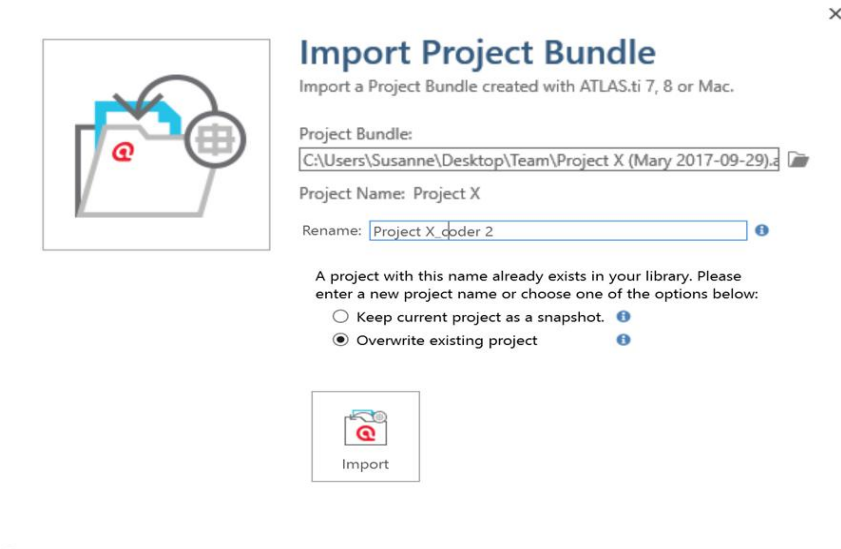 Import Project Bundle
Import a Project Bundle created with ATLAS.ti 7, 8 or Mac.
Project Bundle:
C:\Users\Susanne\Desktop\Team\Project X (Mary 2017-09-29).a
Project Name: Project X
Rename: Project X_coder 2
A project with this name already exists in your library. Please
enter a new project name or choose one of the options below:
Keep current project as a snapshot.
Overwrite existing project
Import